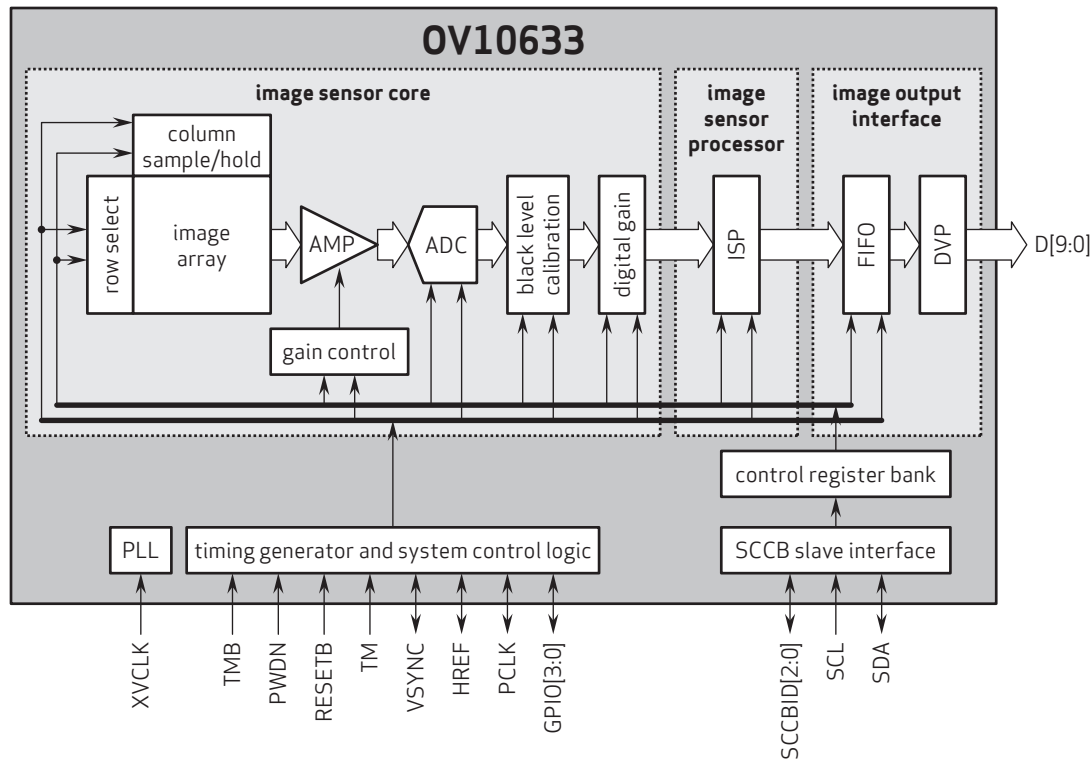 OV10633
image sensor core
image
sensor
processor
image output
interface
column
sample/hold
row select
image
array
AMP
ADC
black level
calibration
digital gain
ISP
FIFO
DVP
D[9:0]
gain control
control register bank
PLL
timing generator and system control logic
SCCB slave interface
XVCLK
TMB
PWDN
RESETB
TM
VSYNC
HREF
PCLK
GPIO[3:0]
SCCBID[2:0]
SCL
SDA